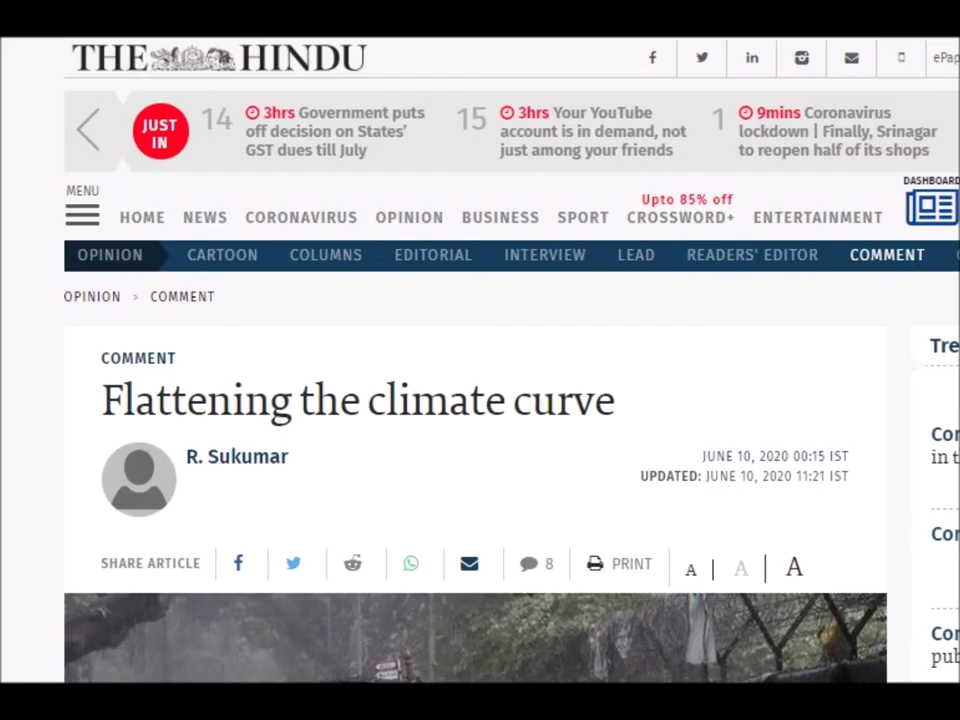 THE HINDU
ePap
JUST
IN
14
3hrs Government puts
off decision on States'
GST dues till July
15
3hrs Your YouTube
account is in demand, not
just among your friends
1
9mins Coronavirus
lockdown | Finally, Srinagar
to reopen half of its shops
MENU
DASHBOARD
Upto 85% off
HOME NEWS CORONAVIRUS OPINION BUSINESS SPORT CROSSWORD+ ENTERTAINMENT
OPINION CARTOON COLUMNS EDITORIAL INTERVIEW LEAD READERS' EDITOR COMMENT
OPINION > COMMENT
COMMENT
Flattening the climate curve
R. Sukumar
JUNE 10, 2020 00:15 IST
UPDATED: JUNE 10, 2020 11:21 IST
SHARE ARTICLE 8 PRINT A | A | A
Tre
Cor
in t
Cor
Cor
pub